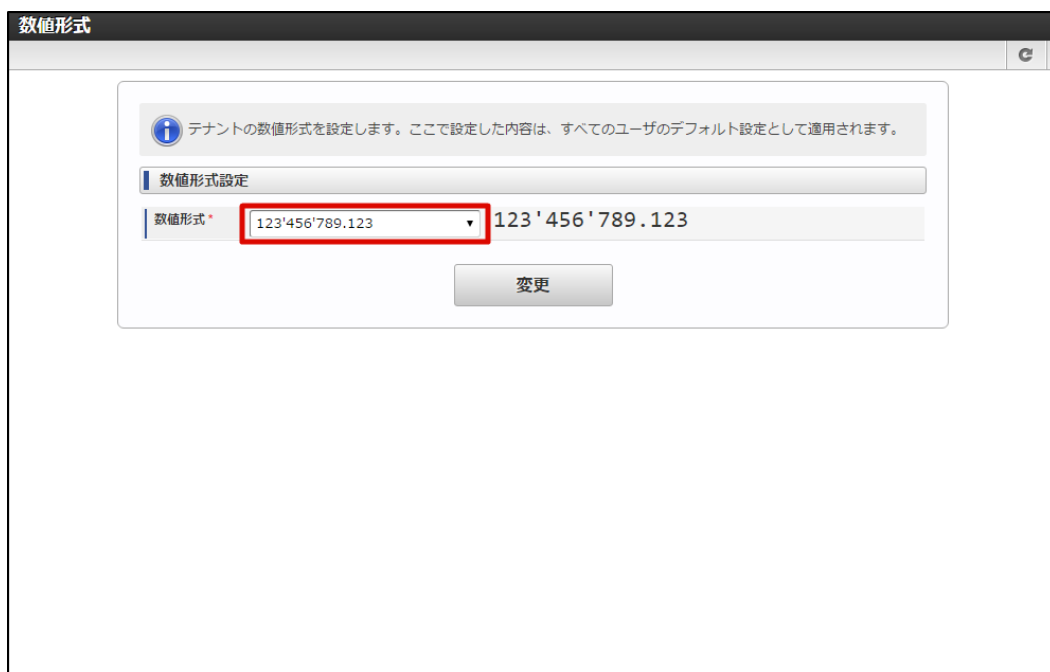 数値形式
テナントの数値形式を設定します。ここで設定した内容は、すべてのユーザのデフォルト設定として適用されます。
数値形式設定
数値形式* 123'456'789.123 123'456'789.123
変更